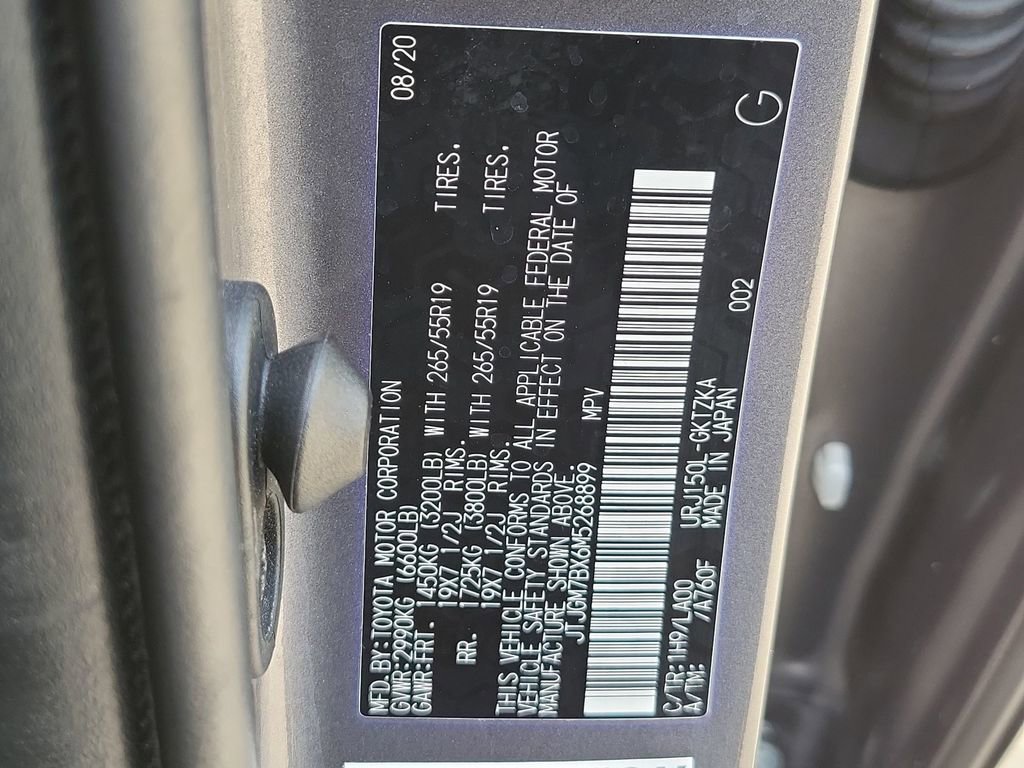 MFD.BY:TOYOTA MOTOR CORPORATION 08/20
GVWR:2990KG (6600LB)
GAWR:FRT. 1450KG (3200LB) WITH 265/55R19 TIRES.
19X7 1/2J RIMS.
RR. 1725KG (3800LB) WITH 265/55R19 TIRES.
19X7 1/2J RIMS.
THIS VEHICLE CONFORMS TO ALL APPLICABLE FEDERAL MOTOR
VEHICLE SAFETY STANDARDS IN EFFECT ON THE DATE OF
MANUFACTURE SHOWN ABOVE.
JTJGM7BX6M5268899 MPV
C/TR:1H9/LA00 URJ150L-GKTZKA 002
A/TM: /A760F MADE IN JAPAN G